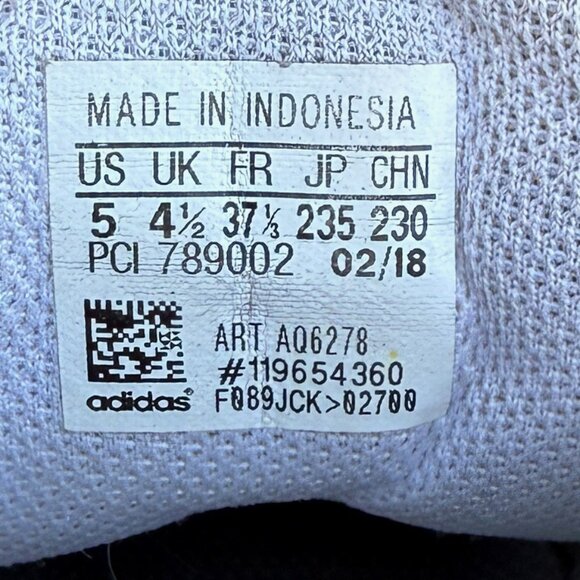 MADE IN INDONESIA
US UK FR JP CHN
5 4½ 37⅓ 235 230
PCI 789002 02/18
ART AQ6278
#119654360
adidas® F089JCK>02700